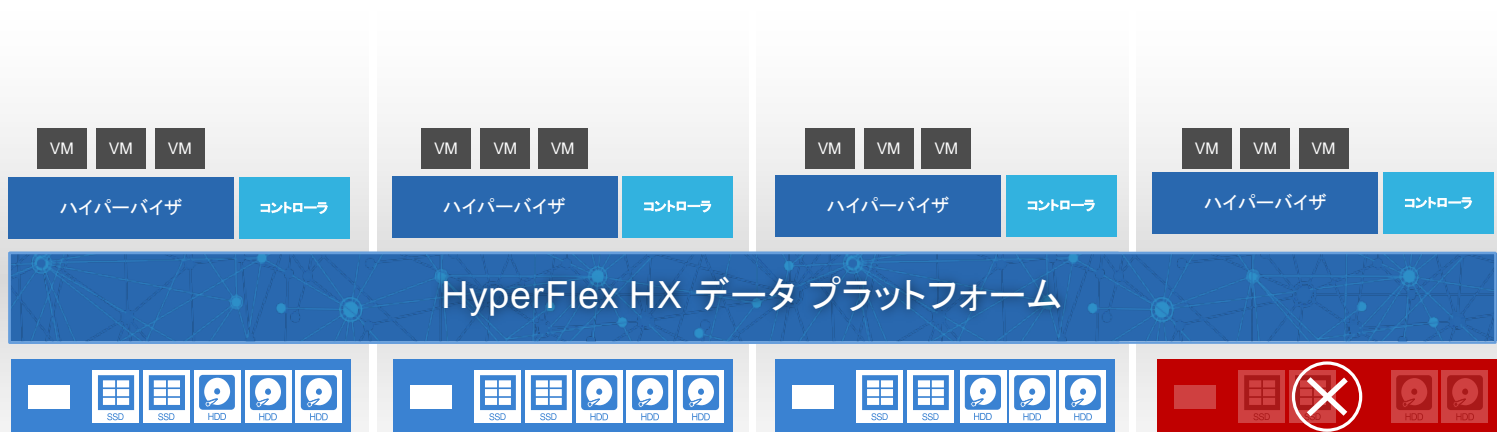 VM VM VM VM VM VM VM VM VM VM VM VM
ハイパーバイザ コントローラ ハイパーバイザ コントローラ ハイパーバイザ コントローラ ハイパーバイザ コントローラ
HyperFlex HX データ プラットフォーム
SSD SSD HDD HDD HDD SSD SSD HDD HDD HDD SSD SSD HDD HDD HDD SSD SSD HDD HDD